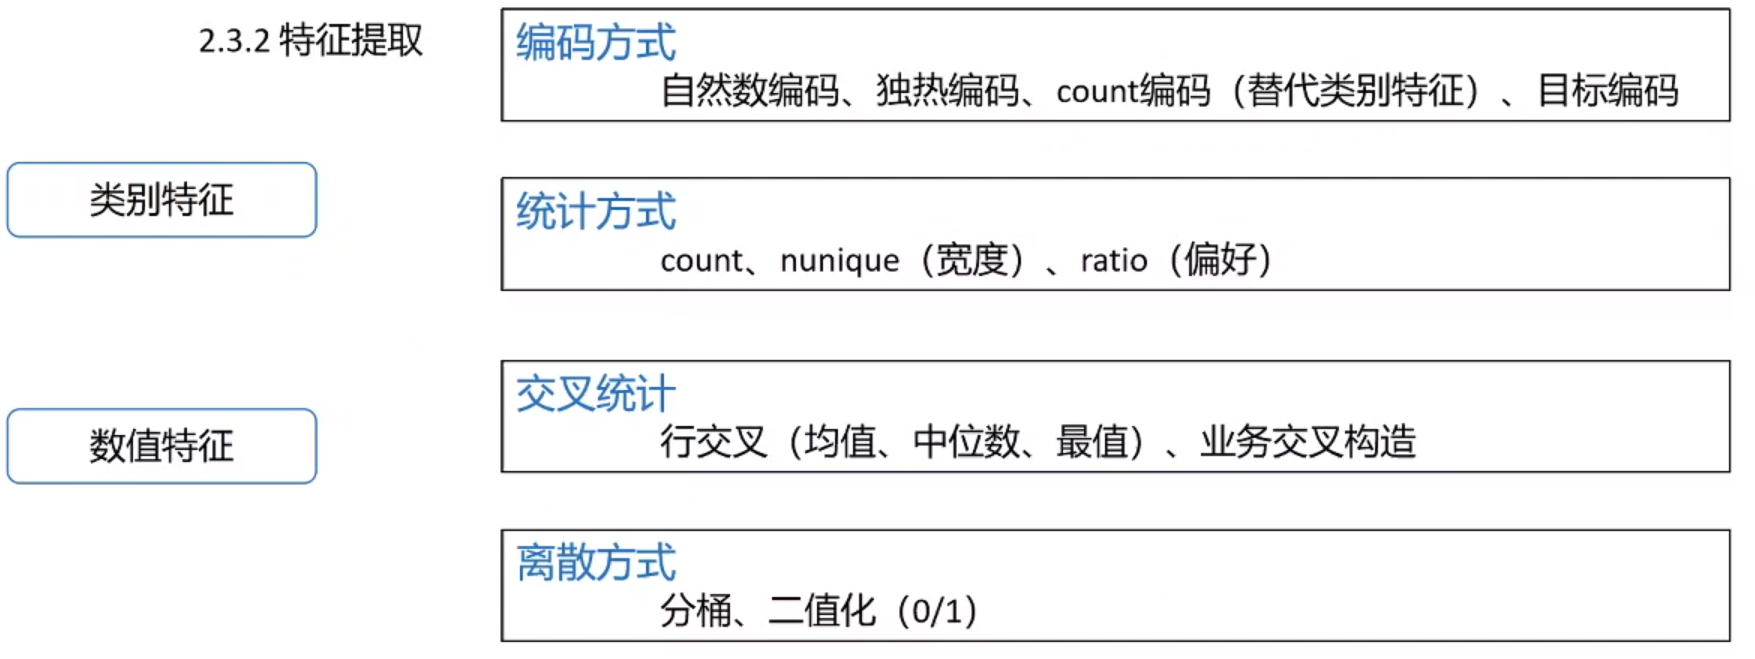 2.3.2 特征提取
编码方式
自然数编码、独热编码、count编码（替代类别特征）、目标编码
类别特征
统计方式
count、nunique（宽度）、ratio（偏好）
交叉统计
行交叉（均值、中位数、最值）、业务交叉构造
数值特征
离散方式
分桶、二值化（0/1）